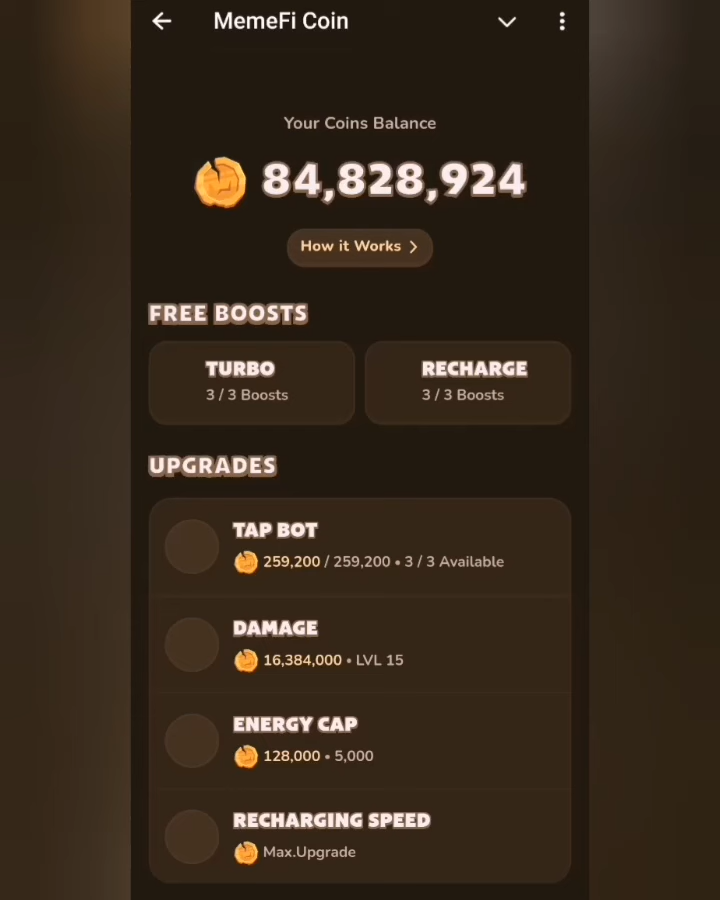 MemeFi Coin
Your Coins Balance
84,828,924
How it Works
FREE BOOSTS
TURBO
3 / 3 Boosts
RECHARGE
3 / 3 Boosts
UPGRADES
TAP BOT
259,200 / 259,200 • 3 / 3 Available
DAMAGE
16,384,000 • LVL 15
ENERGY CAP
128,000 • 5,000
RECHARGING SPEED
Max.Upgrade